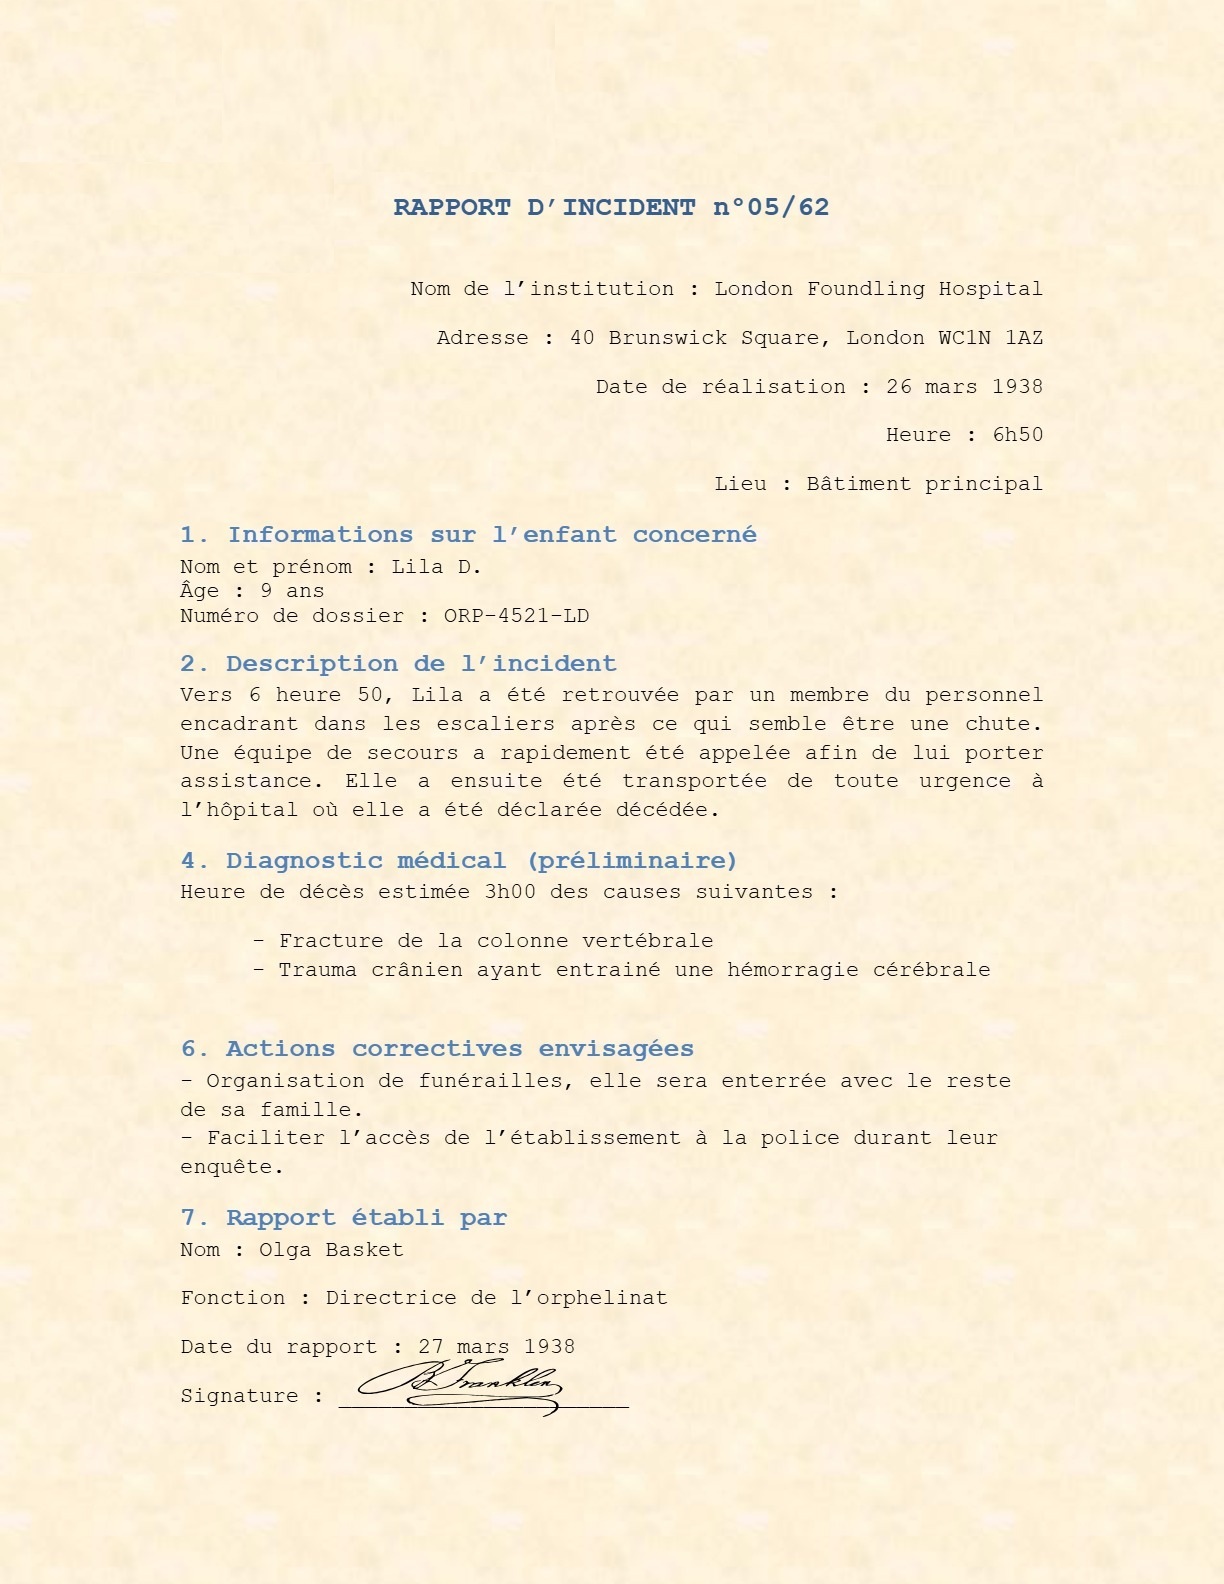 RAPPORT D’INCIDENT n°05/62
Nom de l’institution : London Foundling Hospital
Adresse : 40 Brunswick Square, London WC1N 1AZ
Date de réalisation : 26 mars 1938
Heure : 6h50
Lieu : Bâtiment principal
1. Informations sur l’enfant concerné
Nom et prénom : Lila D.
Âge : 9 ans
Numéro de dossier : ORP-4521-LD
2. Description de l’incident
Vers 6 heure 50, Lila a été retrouvée par un membre du personnel
encadrant dans les escaliers après ce qui semble être une chute.
Une équipe de secours a rapidement été appelée afin de lui porter
assistance. Elle a ensuite été transportée de toute urgence à
l’hôpital où elle a été déclarée décédée.
4. Diagnostic médical (préliminaire)
Heure de décès estimée 3h00 des causes suivantes :
- Fracture de la colonne vertébrale
- Trauma crânien ayant entrainé une hémorragie cérébrale
6. Actions correctives envisagées
- Organisation de funérailles, elle sera enterrée avec le reste
de sa famille.
- Faciliter l’accès de l’établissement à la police durant leur
enquête.
7. Rapport établi par
Nom : Olga Basket
Fonction : Directrice de l’orphelinat
Date du rapport : 27 mars 1938
Signature : B Franklin